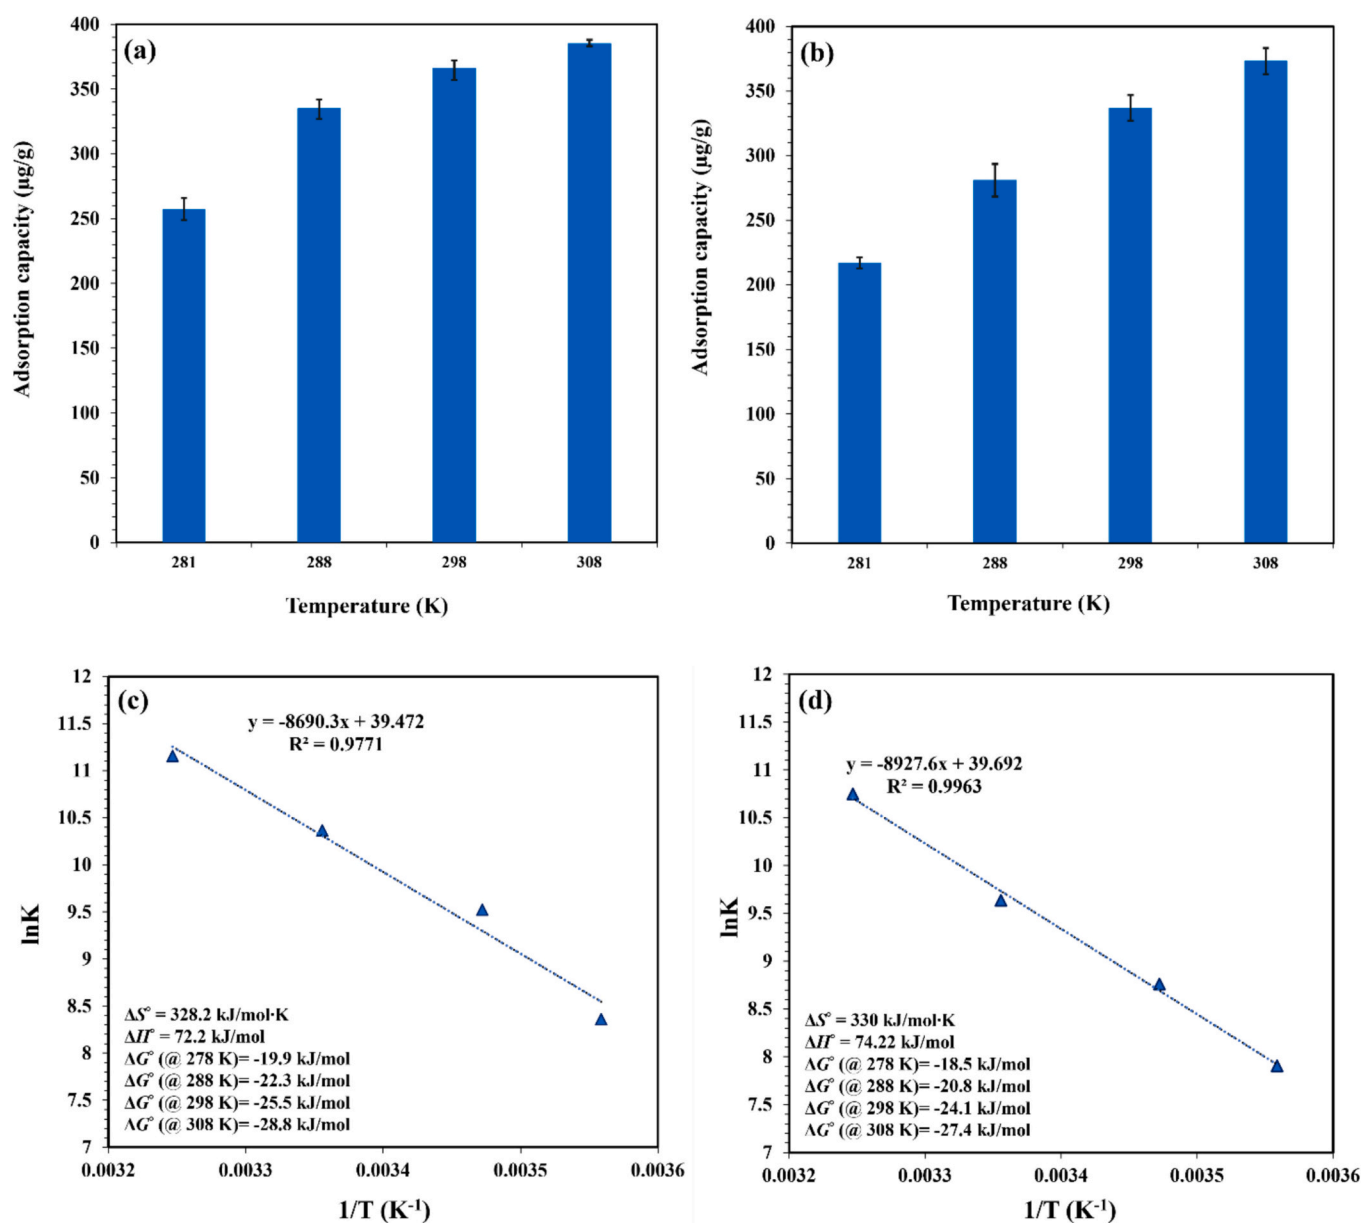 (a)
Adsorption capacity (µg/g)
400
350
300
250
200
150
100
50
0
281 288 298 308
Temperature (K)
(b)
Adsorption capacity (µg/g)
400
350
300
250
200
150
100
50
0
281 288 298 308
Temperature (K)
(c)
y = -8690.3x + 39.472
R² = 0.9771
lnK
12
11.5
11
10.5
10
9.5
9
8.5
8
7.5
7
ΔS° = 328.2 kJ/mol·K
ΔH° = 72.2 kJ/mol
ΔG° (@ 278 K)= -19.9 kJ/mol
ΔG° (@ 288 K)= -22.3 kJ/mol
ΔG° (@ 298 K)= -25.5 kJ/mol
ΔG° (@ 308 K)= -28.8 kJ/mol
0.0032 0.0033 0.0034 0.0035 0.0036
1/T (K⁻¹)
(d)
y = -8927.6x + 39.692
R² = 0.9963
lnK
12
11.5
11
10.5
10
9.5
9
8.5
8
7.5
7
ΔS° = 330 kJ/mol·K
ΔH° = 74.22 kJ/mol
ΔG° (@ 278 K)= -18.5 kJ/mol
ΔG° (@ 288 K)= -20.8 kJ/mol
ΔG° (@ 298 K)= -24.1 kJ/mol
ΔG° (@ 308 K)= -27.4 kJ/mol
0.0032 0.0033 0.0034 0.0035 0.0036
1/T (K⁻¹)